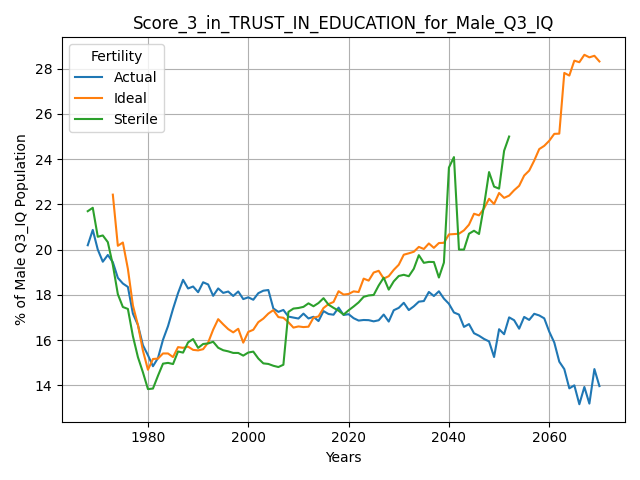 Score_3_in_TRUST_IN_EDUCATION_for_Male_Q3_IQ
Fertility
Actual
Ideal
Sterile
% of Male Q3_IQ Population
28
26
24
22
20
18
16
14
1980
2000
2020
2040
2060
Years